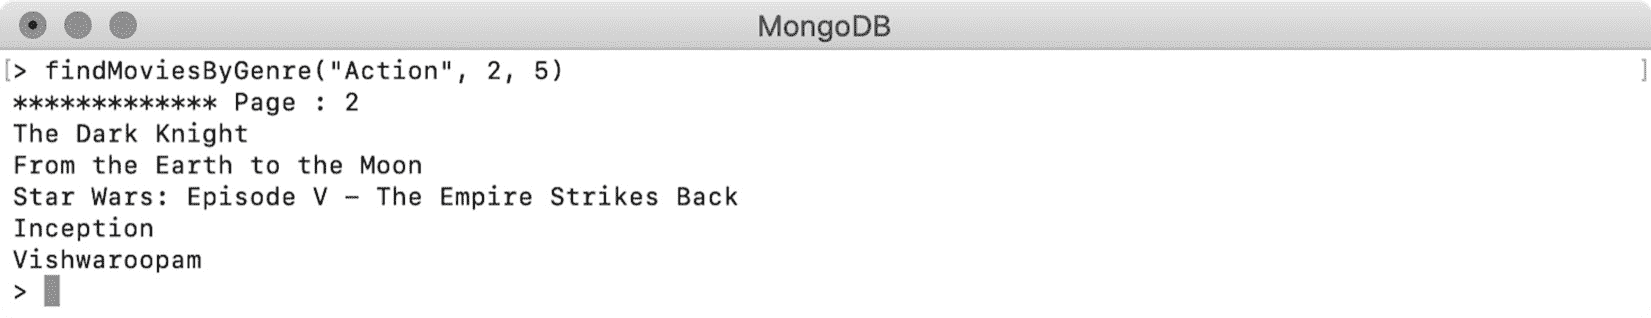 MongoDB
[> findMoviesByGenre("Action", 2, 5) ]
************* Page : 2
The Dark Knight
From the Earth to the Moon
Star Wars: Episode V – The Empire Strikes Back
Inception
Vishwaroopam
>